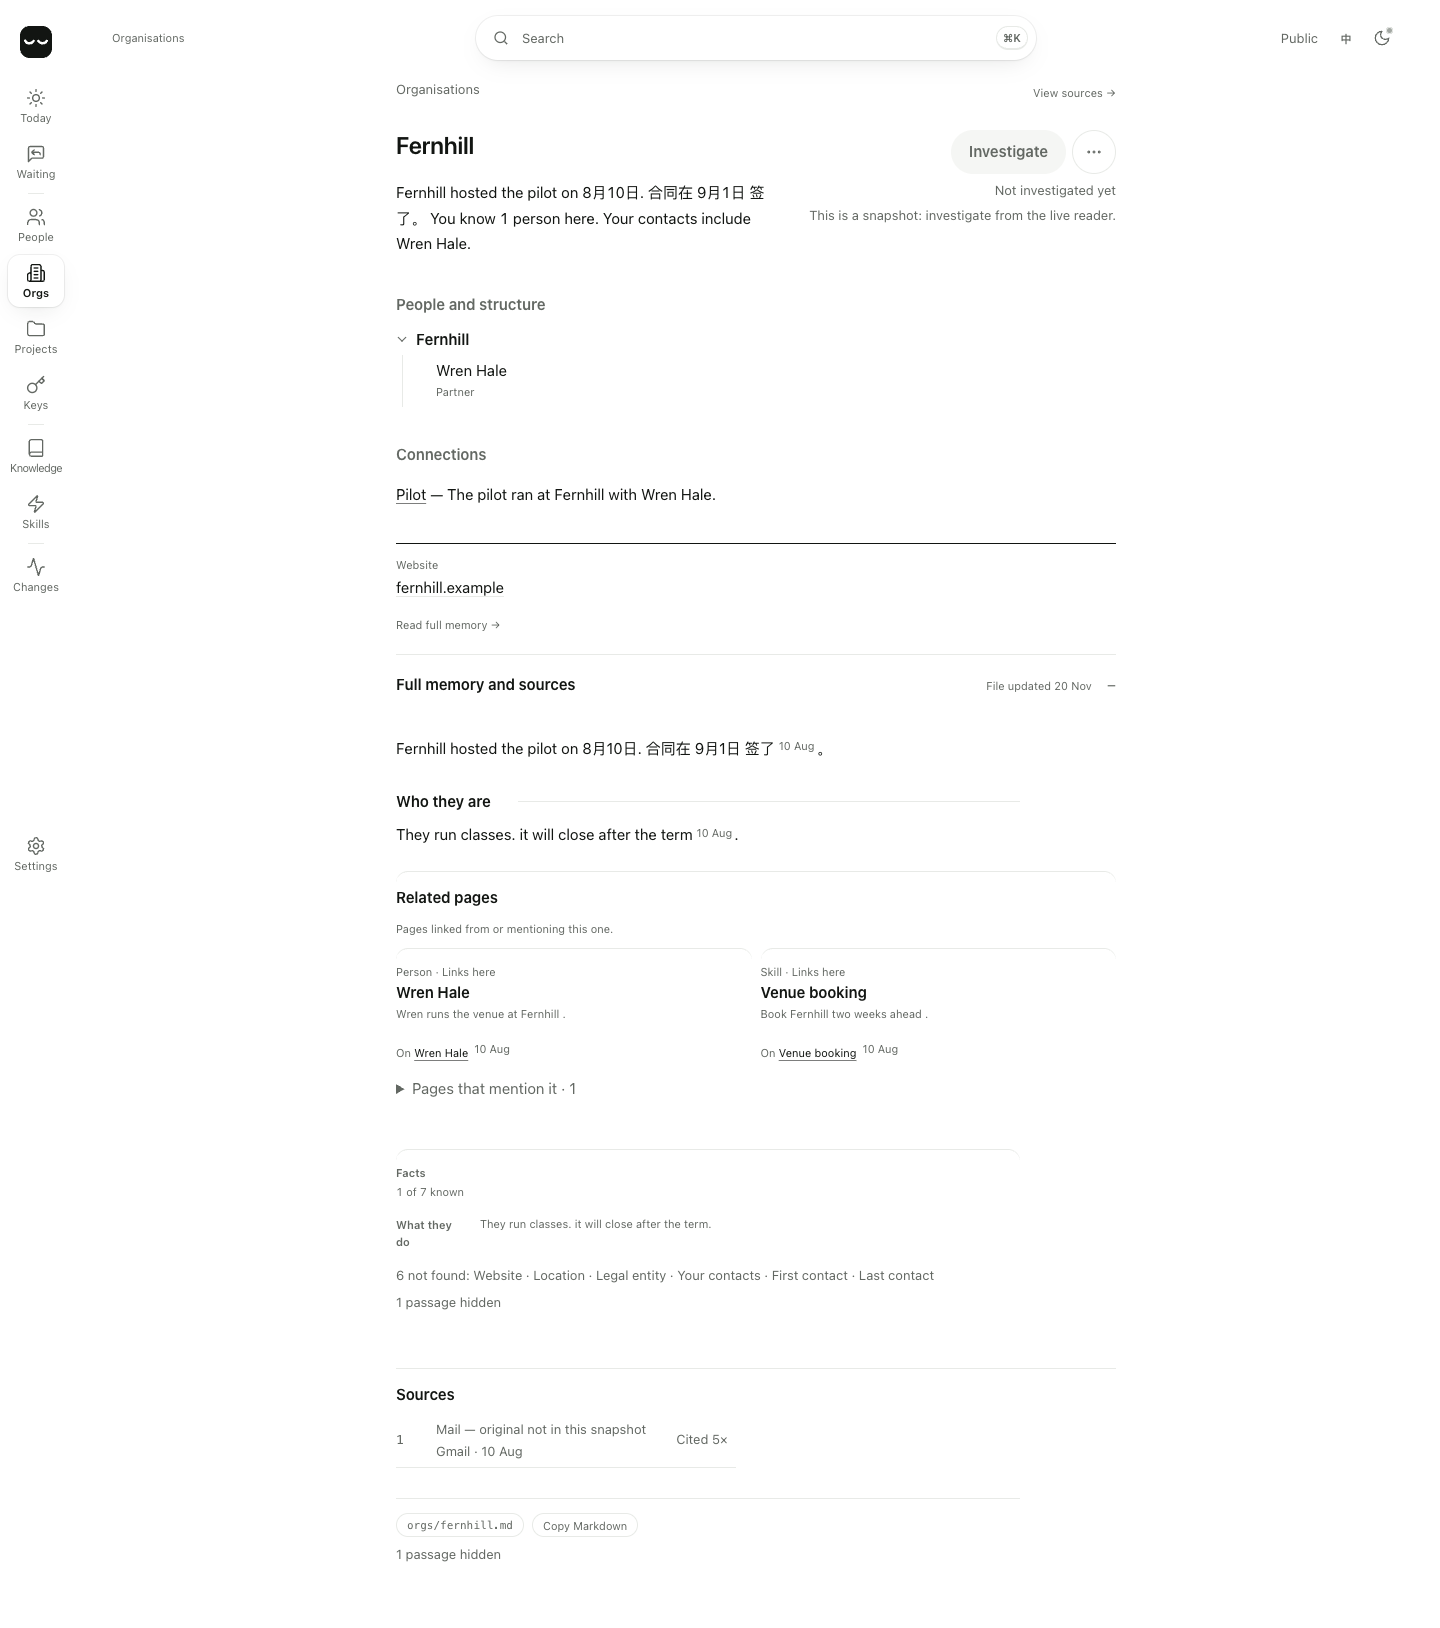 Organisations
Search
⌘K
Public
中
Today
Waiting
People
Orgs
Projects
Keys
Knowledge
Skills
Changes
Settings
Organisations
View sources →
Fernhill
Investigate
Fernhill hosted the pilot on 8月10日. 合同在 9月1日 签
了。 You know 1 person here. Your contacts include
Wren Hale.
Not investigated yet
This is a snapshot: investigate from the live reader.
People and structure
Fernhill
Wren Hale
Partner
Connections
Pilot — The pilot ran at Fernhill with Wren Hale.
Website
fernhill.example
Read full memory →
Full memory and sources
File updated 20 Nov
Fernhill hosted the pilot on 8月10日. 合同在 9月1日 签了 10 Aug 。
Who they are
They run classes. it will close after the term 10 Aug .
Related pages
Pages linked from or mentioning this one.
Person · Links here
Wren Hale
Wren runs the venue at Fernhill .
On Wren Hale 10 Aug
Skill · Links here
Venue booking
Book Fernhill two weeks ahead .
On Venue booking 10 Aug
Pages that mention it · 1
Facts
1 of 7 known
What they
do
They run classes. it will close after the term.
6 not found: Website · Location · Legal entity · Your contacts · First contact · Last contact
1 passage hidden
Sources
1
Mail — original not in this snapshot
Gmail · 10 Aug
Cited 5×
orgs/fernhill.md
Copy Markdown
1 passage hidden